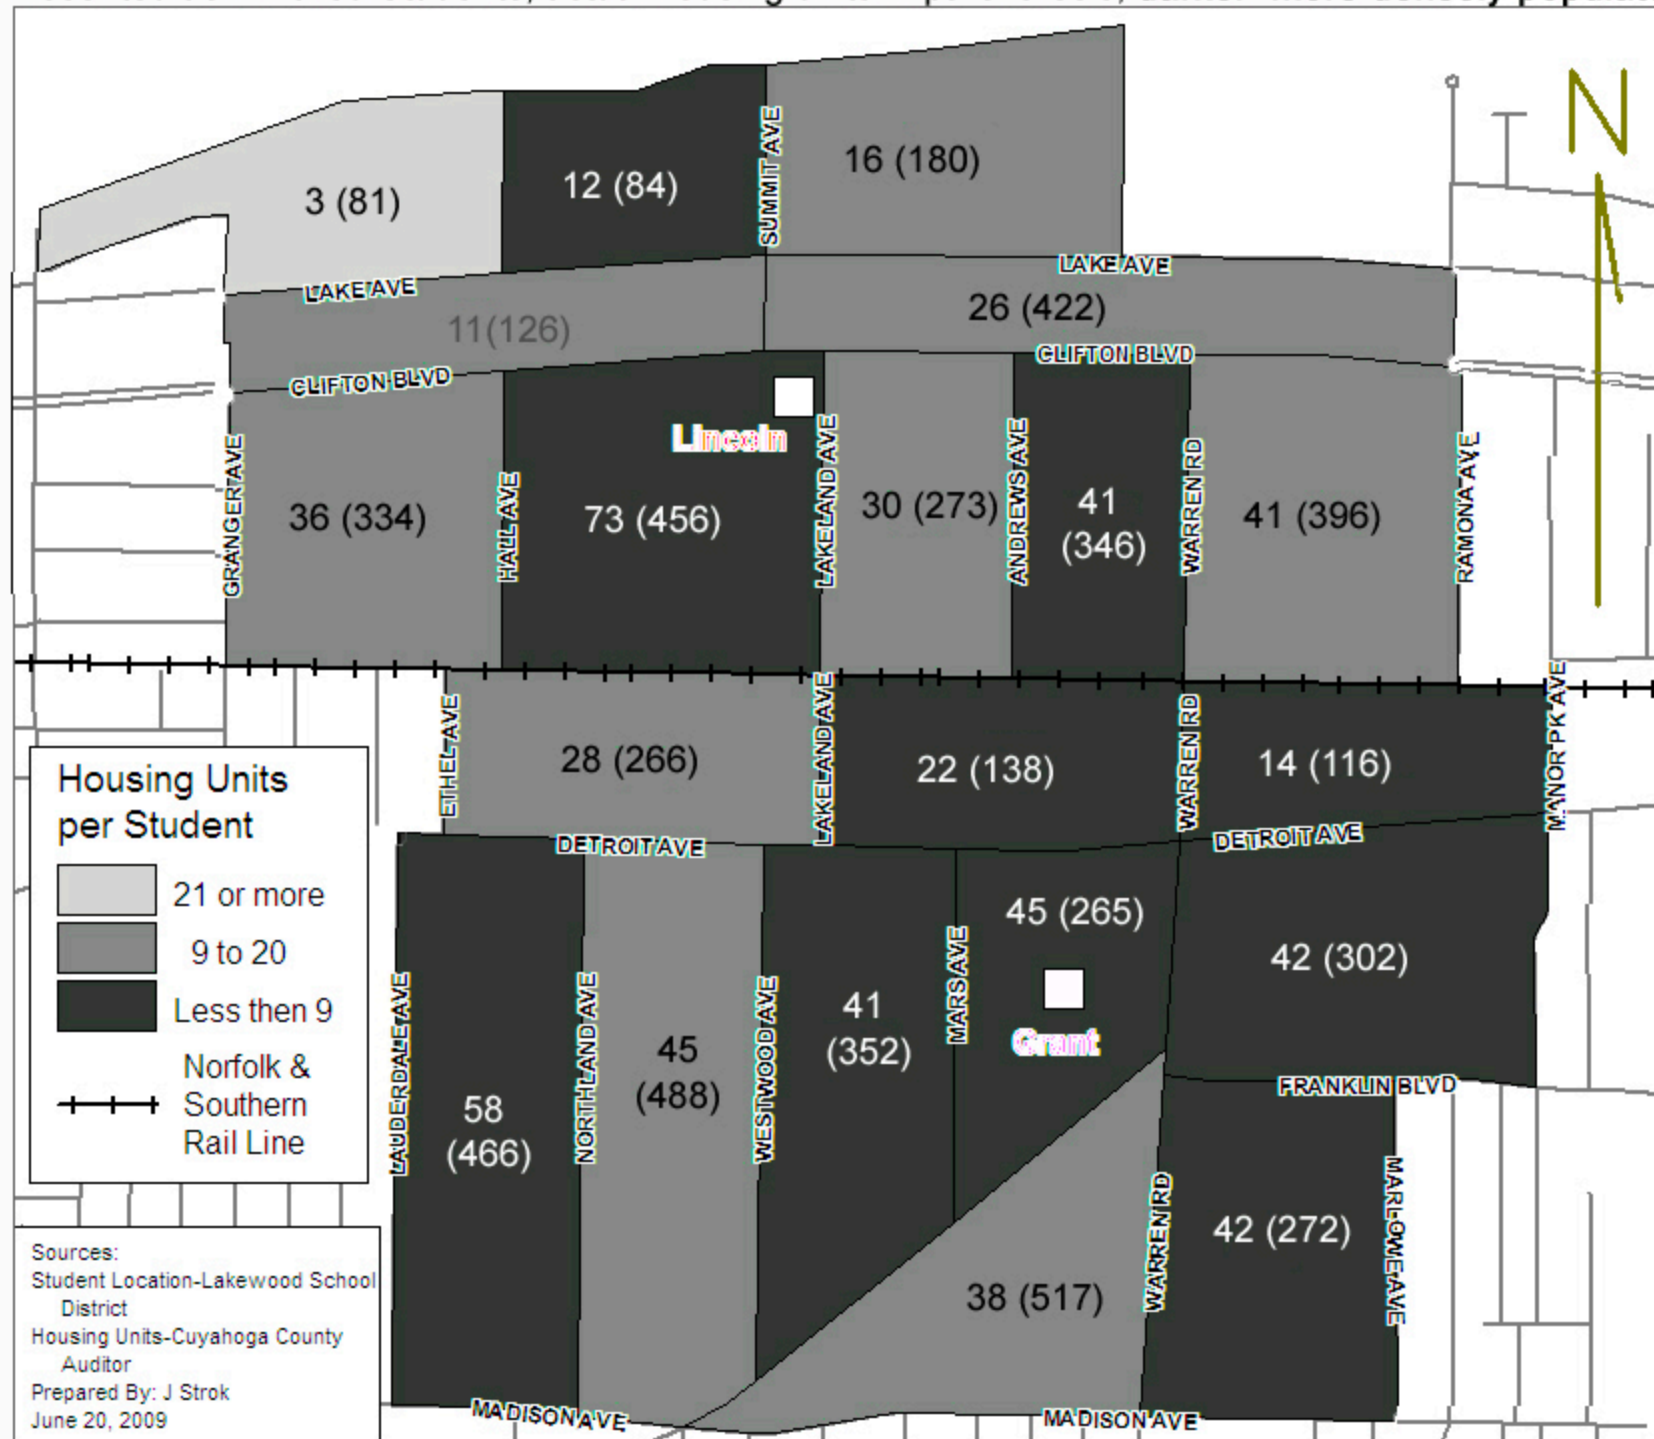 N
SUMMIT AVE
16 (180)
12 (84)
3 (81)
LAKE AVE
LAKE AVE
26 (422)
11(126)
CLIFTON BLVD
CLIFTON BLVD
Lincoln
GRANGER AVE
36 (334)
HALL AVE
73 (456)
LAKELAND AVE
30 (273)
ANDREWS AVE
41
(346)
WARREN RD
41 (396)
RAMONA AVE
ETHEL AVE
28 (266)
LAKELAND AVE
22 (138)
WARREN RD
14 (116)
MANOR PK AVE
DETROIT AVE
DETROIT AVE
Housing Units
per Student
21 or more
9 to 20
Less then 9
Norfolk &
Southern
Rail Line
LAUDERDALE AVE
58
(466)
NORTHLAND AVE
45
(488)
WESTWOOD AVE
41
(352)
MARS AVE
45 (265)
Grant
42 (302)
FRANKLIN BLVD
38 (517)
WARREN RD
42 (272)
MARLOWE AVE
MADISON AVE
MADISON AVE
Sources:
Student Location-Lakewood School
District
Housing Units-Cuyahoga County
Auditor
Prepared By: J Strok
June 20, 2009